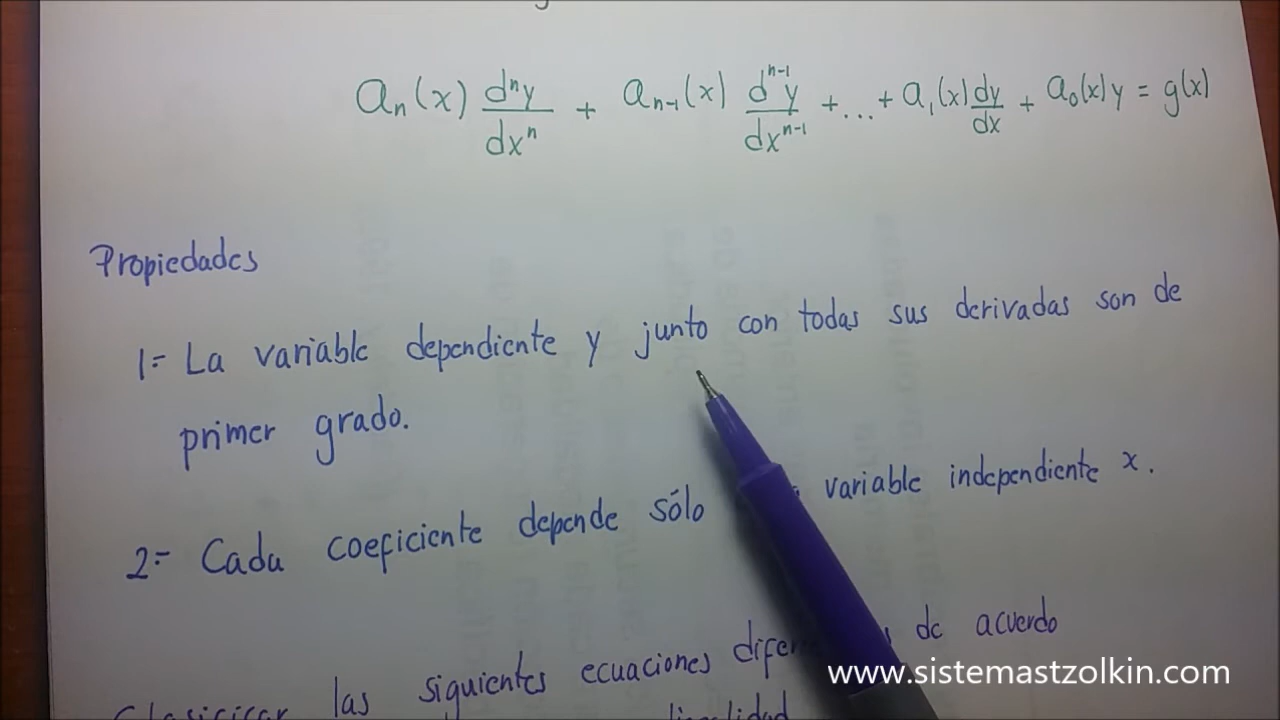 aₙ(x) dⁿy/dxⁿ + aₙ₋₁(x) dⁿ⁻¹y/dxⁿ⁻¹ + ... + a₁(x) dy/dx + a₀(x)y = g(x)
Propiedades
1= La variable dependiente y junto con todas sus derivadas son de
primer grado.
2= Cada coeficiente depende sólo variable independiente x.
las siguientes ecuaciones de acuerdo
www.sistemastzolkin.com